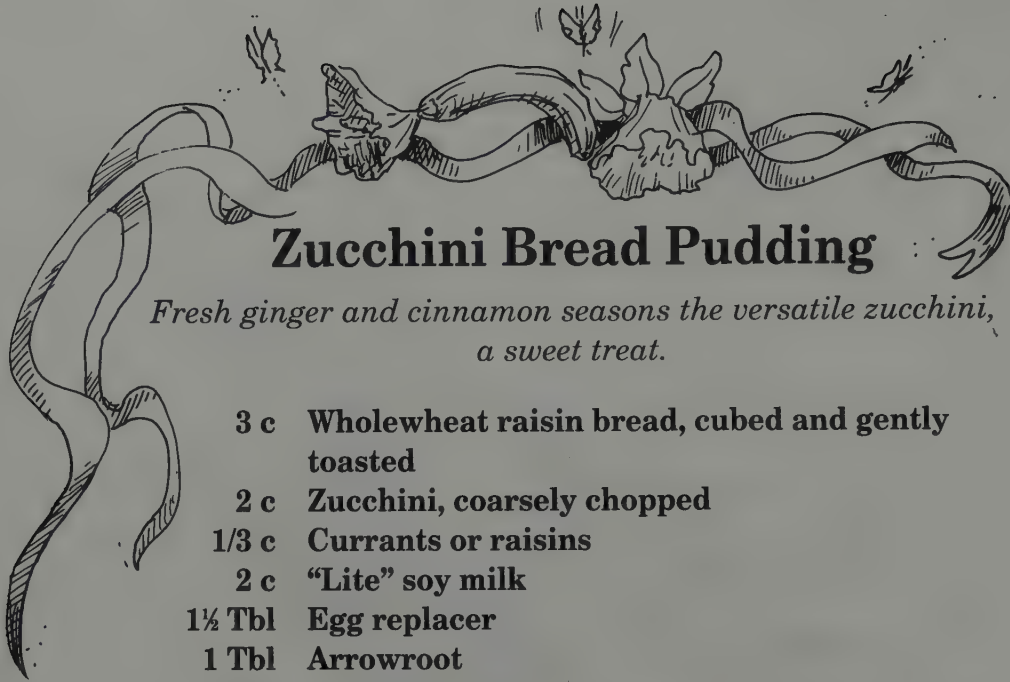 Zucchini Bread Pudding
Fresh ginger and cinnamon seasons the versatile zucchini,
a sweet treat.
3 c Wholewheat raisin bread, cubed and gently
toasted
2 c Zucchini, coarsely chopped
1/3 c Currants or raisins
2 c “Lite” soy milk
1½ Tbl Egg replacer
1 Tbl Arrowroot